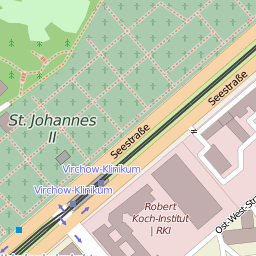 St. Johannes
II
Seestraße
Seestraße
Virchow-Klinikum
Virchow-Klinikum
Robert
Koch-Institut
| RKI
Ost-West-Str